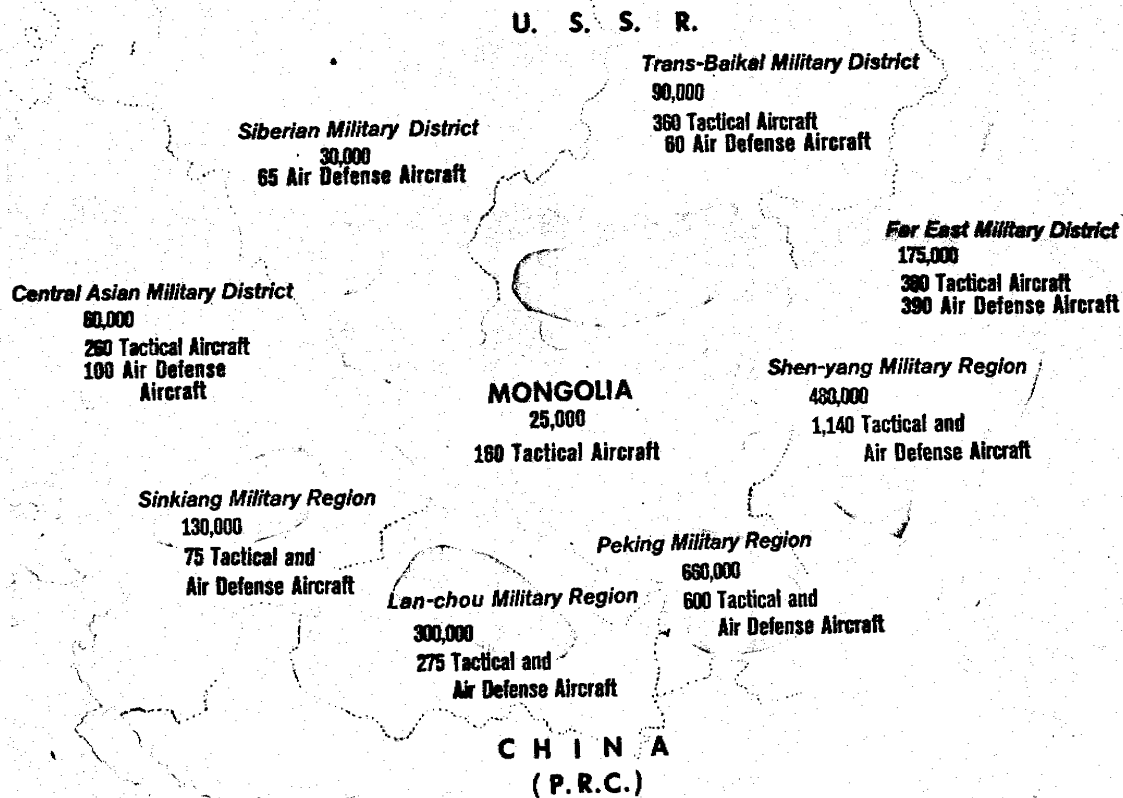 U. S. S. R.
Trans-Baikal Military District
90,000
360 Tactical Aircraft
60 Air Defense Aircraft
Siberian Military District
30,000
65 Air Defense Aircraft
Far East Military District
175,000
380 Tactical Aircraft
390 Air Defense Aircraft
Central Asian Military District
60,000
260 Tactical Aircraft
100 Air Defense
Aircraft
Shen-yang Military Region
480,000
1,140 Tactical and
Air Defense Aircraft
MONGOLIA
25,000
160 Tactical Aircraft
Sinkiang Military Region
130,000
75 Tactical and
Air Defense Aircraft
Peking Military Region
660,000
600 Tactical and
Air Defense Aircraft
Lan-chou Military Region
300,000
275 Tactical and
Air Defense Aircraft
C H I N A
(P.R.C.)